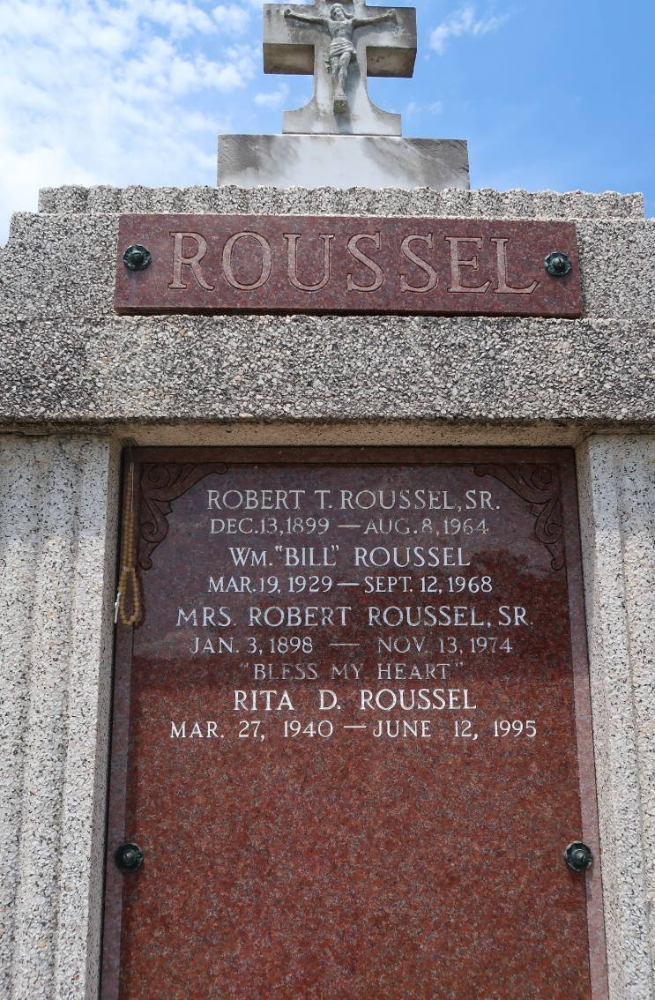 ROUSSEL
ROBERT T. ROUSSEL, SR.
DEC. 13, 1899 — AUG. 8, 1964
WM. "BILL" ROUSSEL
MAR. 19, 1929 — SEPT. 12, 1968
MRS. ROBERT ROUSSEL, SR.
JAN. 3, 1898 — NOV. 13, 1974
"BLESS MY HEART"
RITA D. ROUSSEL
MAR. 27, 1940 — JUNE 12, 1995